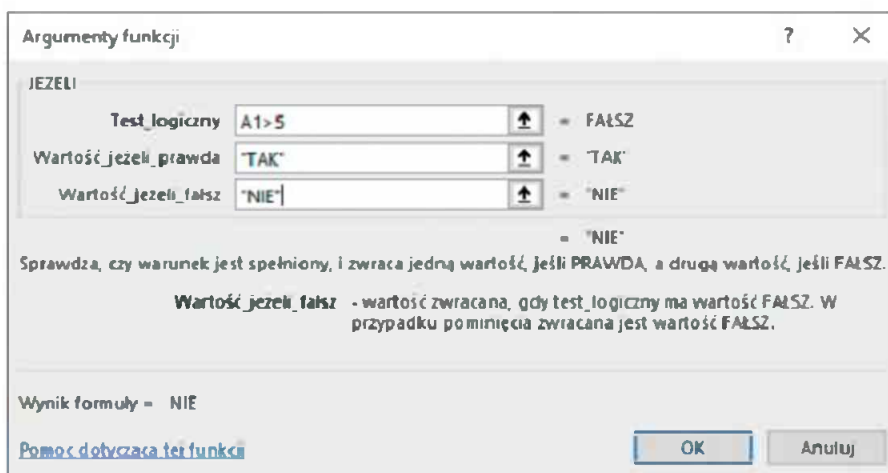 Argumenty funkcji ? ×
JEŻELI
Test_logiczny A1>5 = FAŁSZ
Wartość_jeżeli_prawda "TAK" = "TAK"
Wartość_jeżeli_fałsz "NIE" = "NIE"
= "NIE"
Sprawdza, czy warunek jest spełniony, i zwraca jedną wartość, jeśli PRAWDA, a drugą wartość, jeśli FAŁSZ.
Wartość_jeżeli_fałsz - wartość zwracana, gdy test_logiczny ma wartość FAŁSZ. W
przypadku pominięcia zwracana jest wartość FAŁSZ.
Wynik formuły = NIE
Pomoc dotycząca tej funkcji OK Anuluj